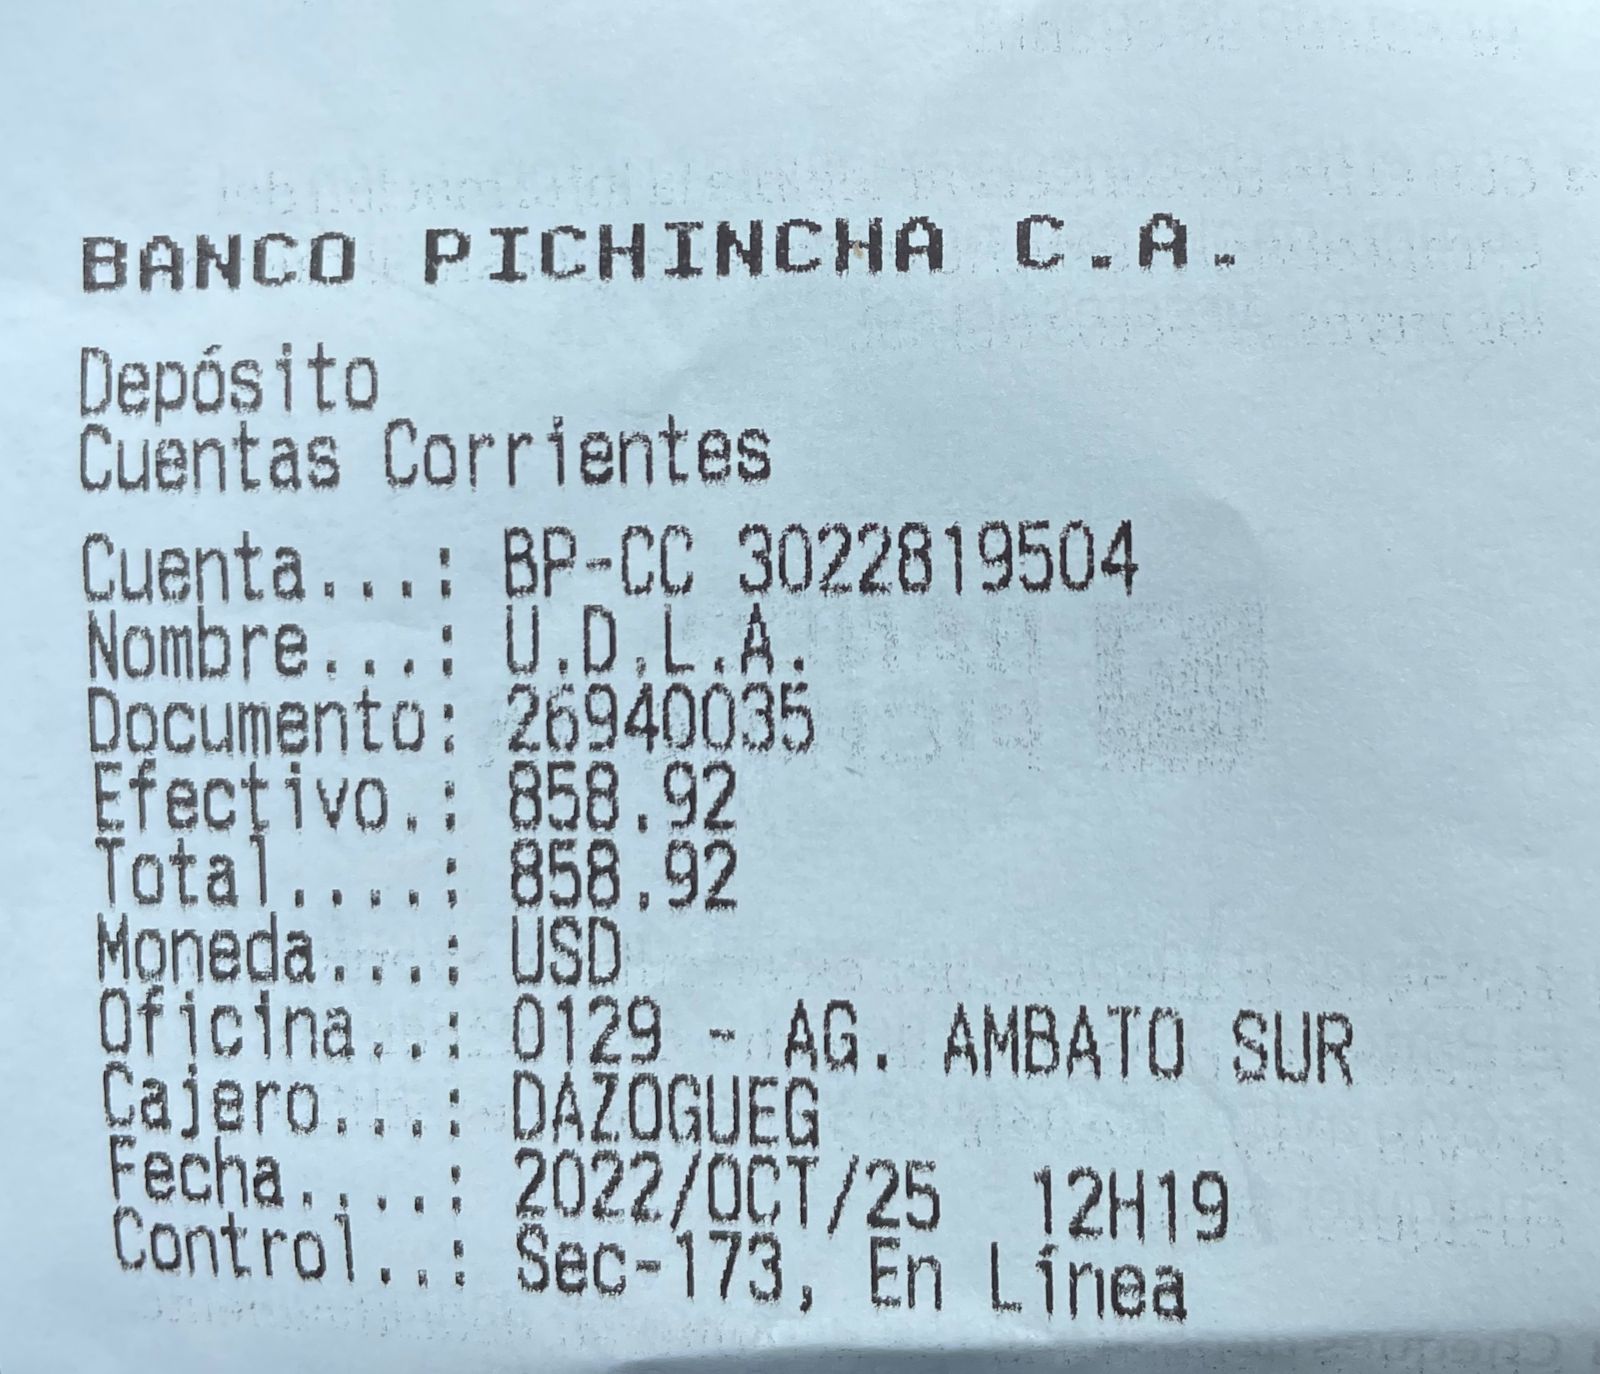 BANCO PICHINCHA C.A.
Depósito
Cuentas Corrientes
Cuenta...: BP-CC 3022819504
Nombre...: U.D.L.A.
Documento: 26940035
Efectivo.: 858.92
Total....: 858.92
Moneda...: USD
Oficina..: 0129 - AG. AMBATO SUR
Cajero...: DAZOGUEG
Fecha....: 2022/OCT/25 12H19
Control..: Sec-173, En Línea